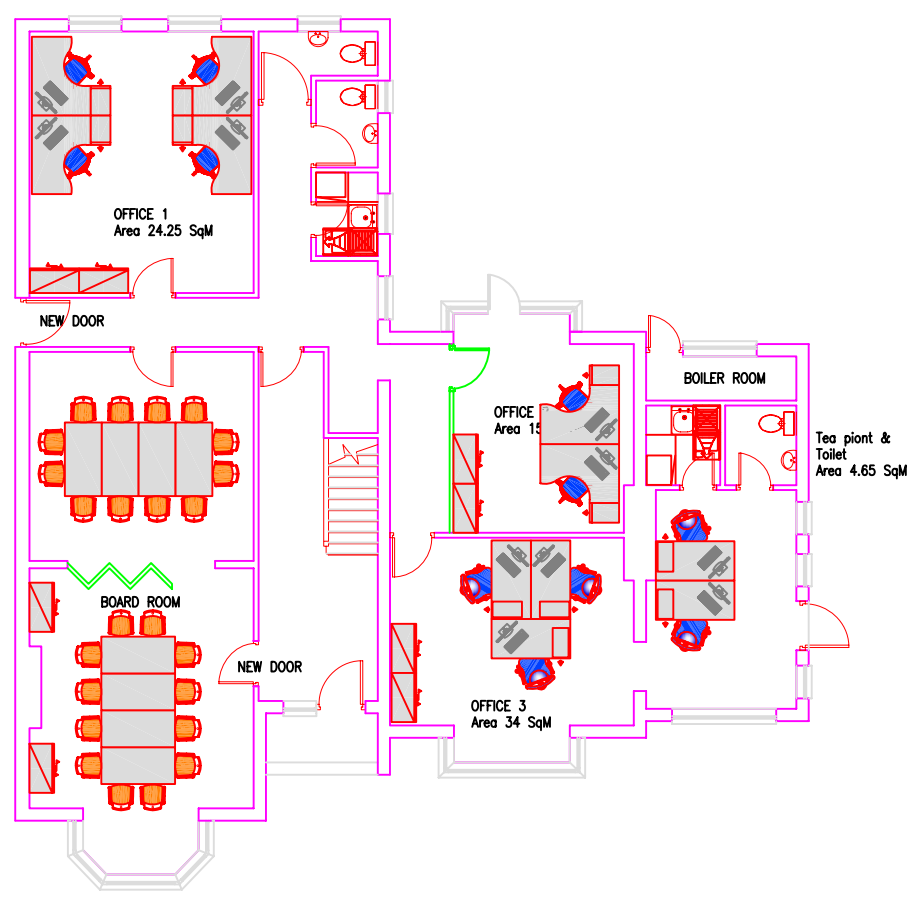 OFFICE 1
Area 24.25 SqM
NEW DOOR
BOILER ROOM
OFFICE
Area 15
Tea piont &
Toilet
Area 4.65 SqM
BOARD ROOM
NEW DOOR
OFFICE 3
Area 34 SqM